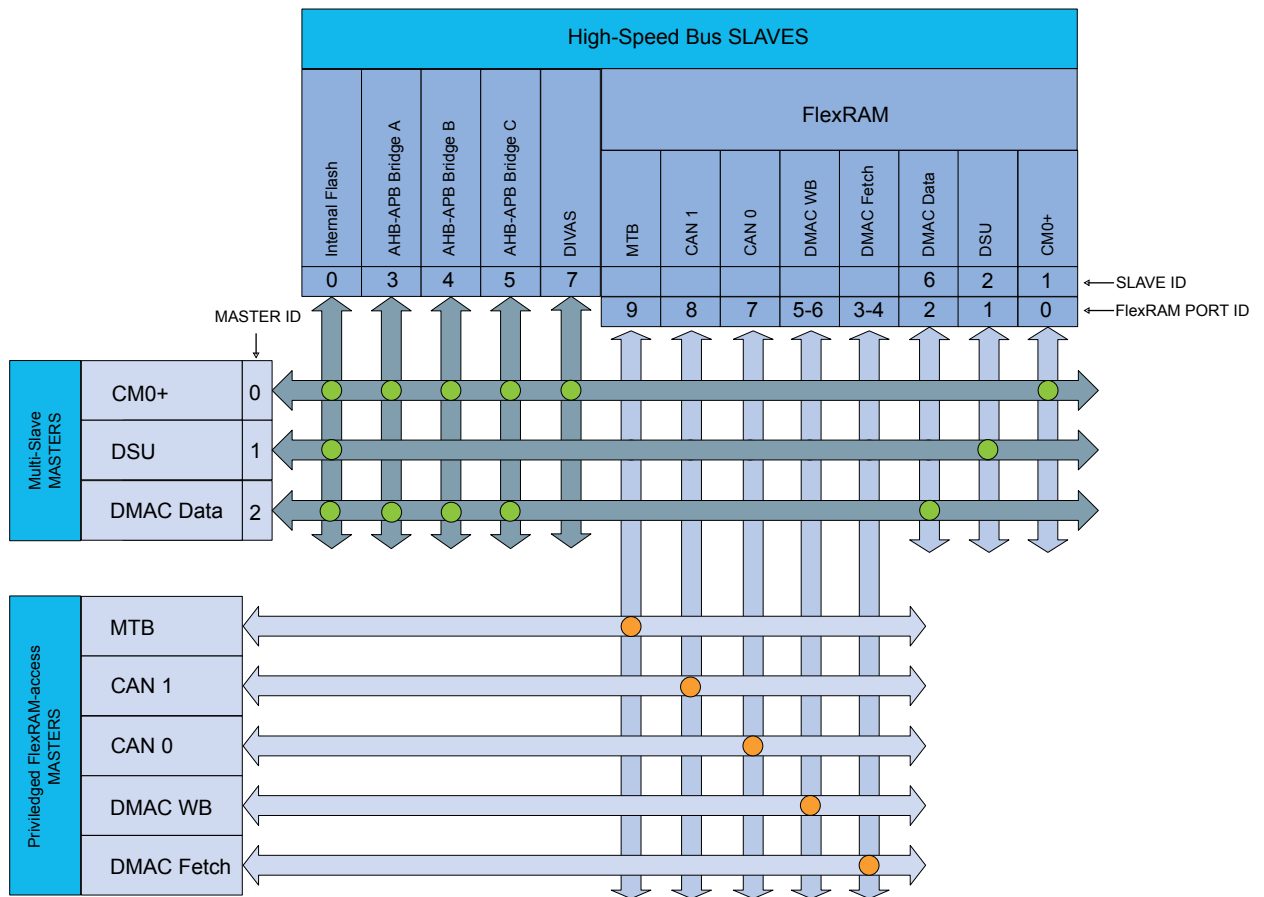 High-Speed Bus SLAVES
FlexRAM
Internal Flash
AHB-APB Bridge A
AHB-APB Bridge B
AHB-APB Bridge C
DIVAS
MTB
CAN 1
CAN 0
DMAC WB
DMAC Fetch
DMAC Data
DSU
CM0+
0 3 4 5 7 6 2 1 SLAVE ID
MASTER ID 9 8 7 5-6 3-4 2 1 0 FlexRAM PORT ID
Multi-Slave
MASTERS
CM0+ 0
DSU 1
DMAC Data 2
Priviledged FlexRAM-access
MASTERS
MTB
CAN 1
CAN 0
DMAC WB
DMAC Fetch